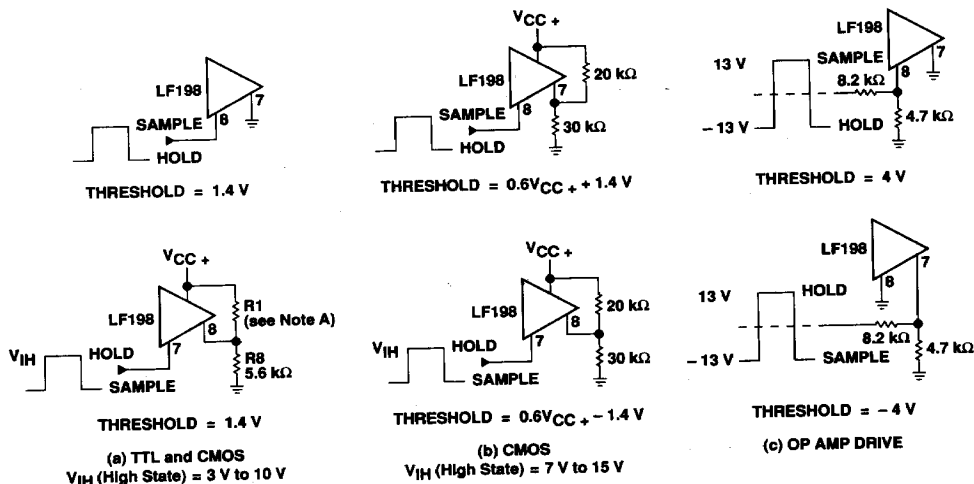 LF198
7
8
SAMPLE
HOLD
THRESHOLD = 1.4 V
VCC +
LF198
20 kΩ
7
8
30 kΩ
SAMPLE
HOLD
THRESHOLD = 0.6VCC + + 1.4 V
LF198
13 V
SAMPLE
7
8
8.2 kΩ
4.7 kΩ
– 13 V
HOLD
THRESHOLD = 4 V
VCC +
R1
(see Note A)
LF198
8
7
VIH
HOLD
R8
5.6 kΩ
SAMPLE
THRESHOLD = 1.4 V
(a) TTL and CMOS
VIH (High State) = 3 V to 10 V
VCC +
20 kΩ
LF198
8
7
VIH
HOLD
30 kΩ
SAMPLE
THRESHOLD = 0.6VCC + – 1.4 V
(b) CMOS
VIH (High State) = 7 V to 15 V
LF198
7
8
13 V
HOLD
8.2 kΩ
4.7 kΩ
– 13 V
SAMPLE
THRESHOLD = – 4 V
(c) OP AMP DRIVE